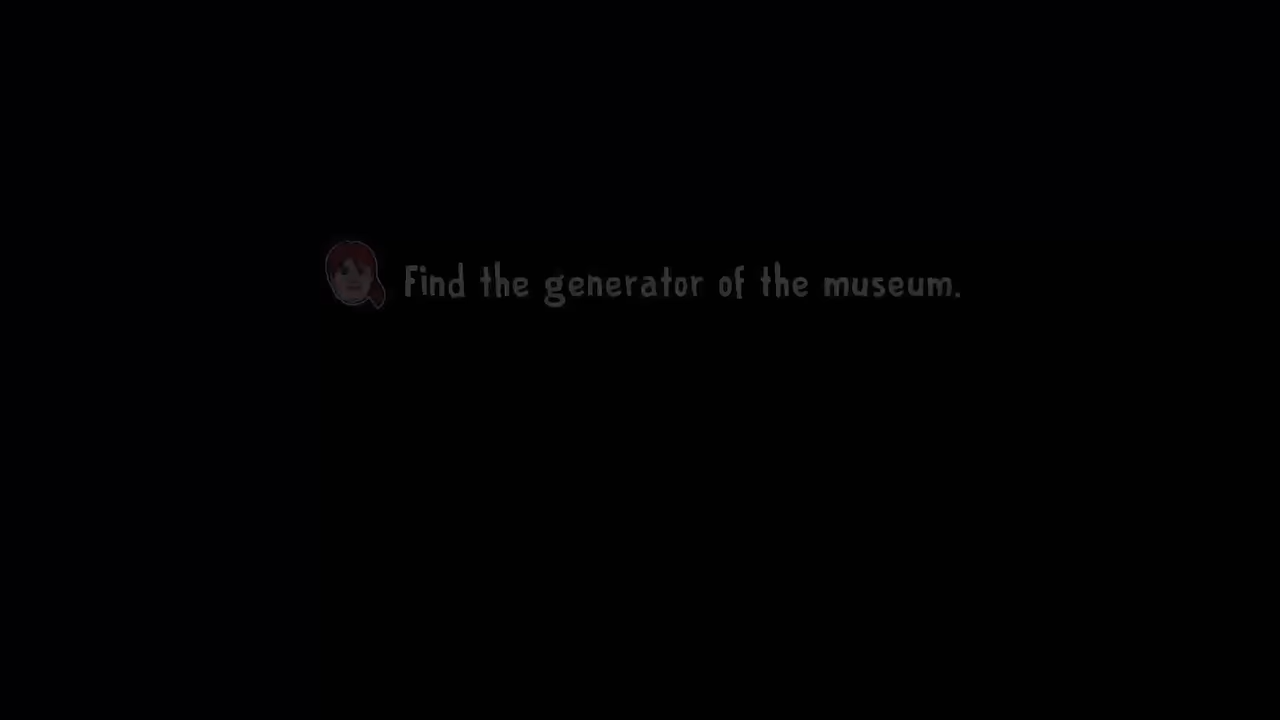 Find the generator of the museum.